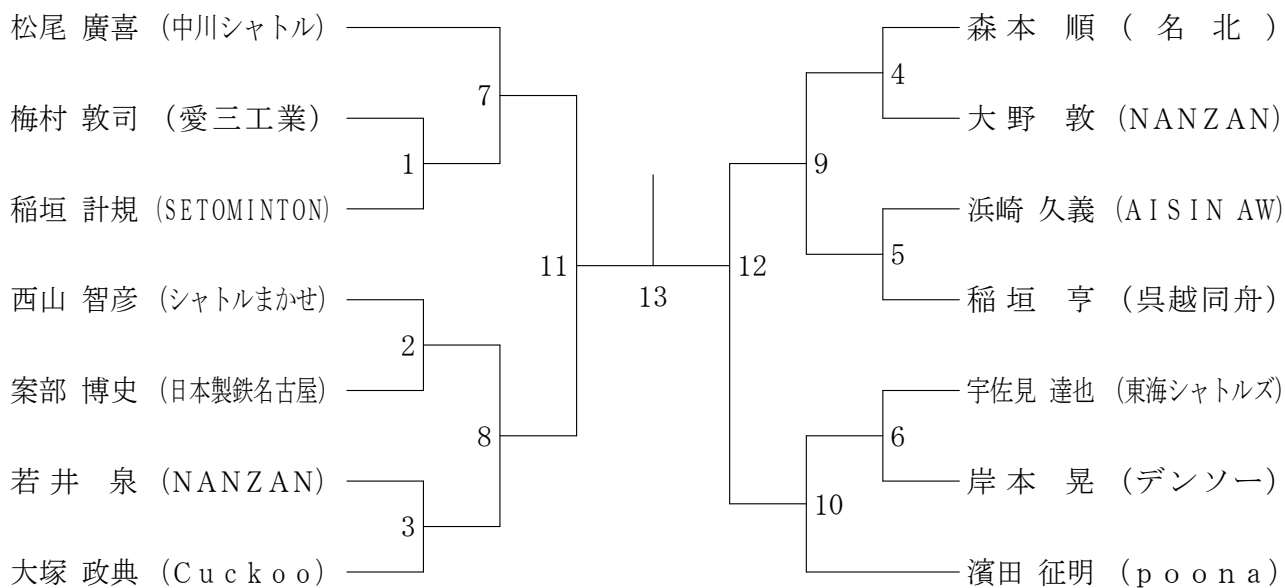 松尾 廣喜 (中川シャトル)
梅村 敦司 (愛三工業)
稲垣 計規 (SETOMINTON)
西山 智彦 (シャトルまかせ)
案部 博史 (日本製鉄名古屋)
若井 泉 (NANZAN)
大塚 政典 (Cuckoo)
7
1
2
8
3
11
13
12
9
4
5
6
10
森本 順 (名北)
大野 敦 (NANZAN)
浜崎 久義 (AISIN AW)
稲垣 亨 (呉越同舟)
宇佐見 達也 (東海シャトルズ)
岸本 晃 (デンソー)
濱田 征明 (poona)